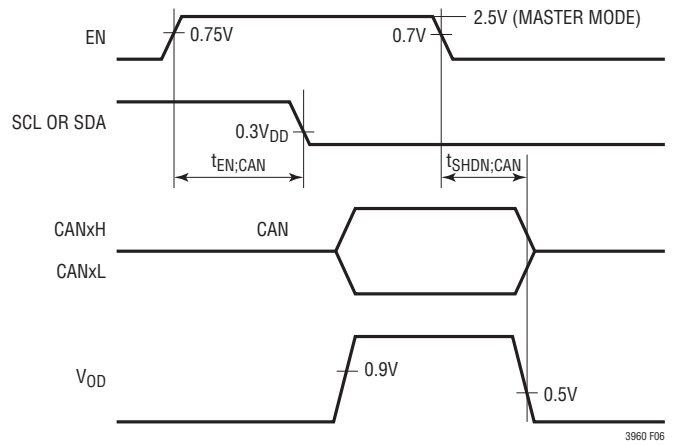 2.5V (MASTER MODE)
EN
0.75V
0.7V
SCL OR SDA
0.3VDD
tEN;CAN
tSHDN;CAN
CANxH
CAN
CANxL
VOD
0.9V
0.5V
3960 F06